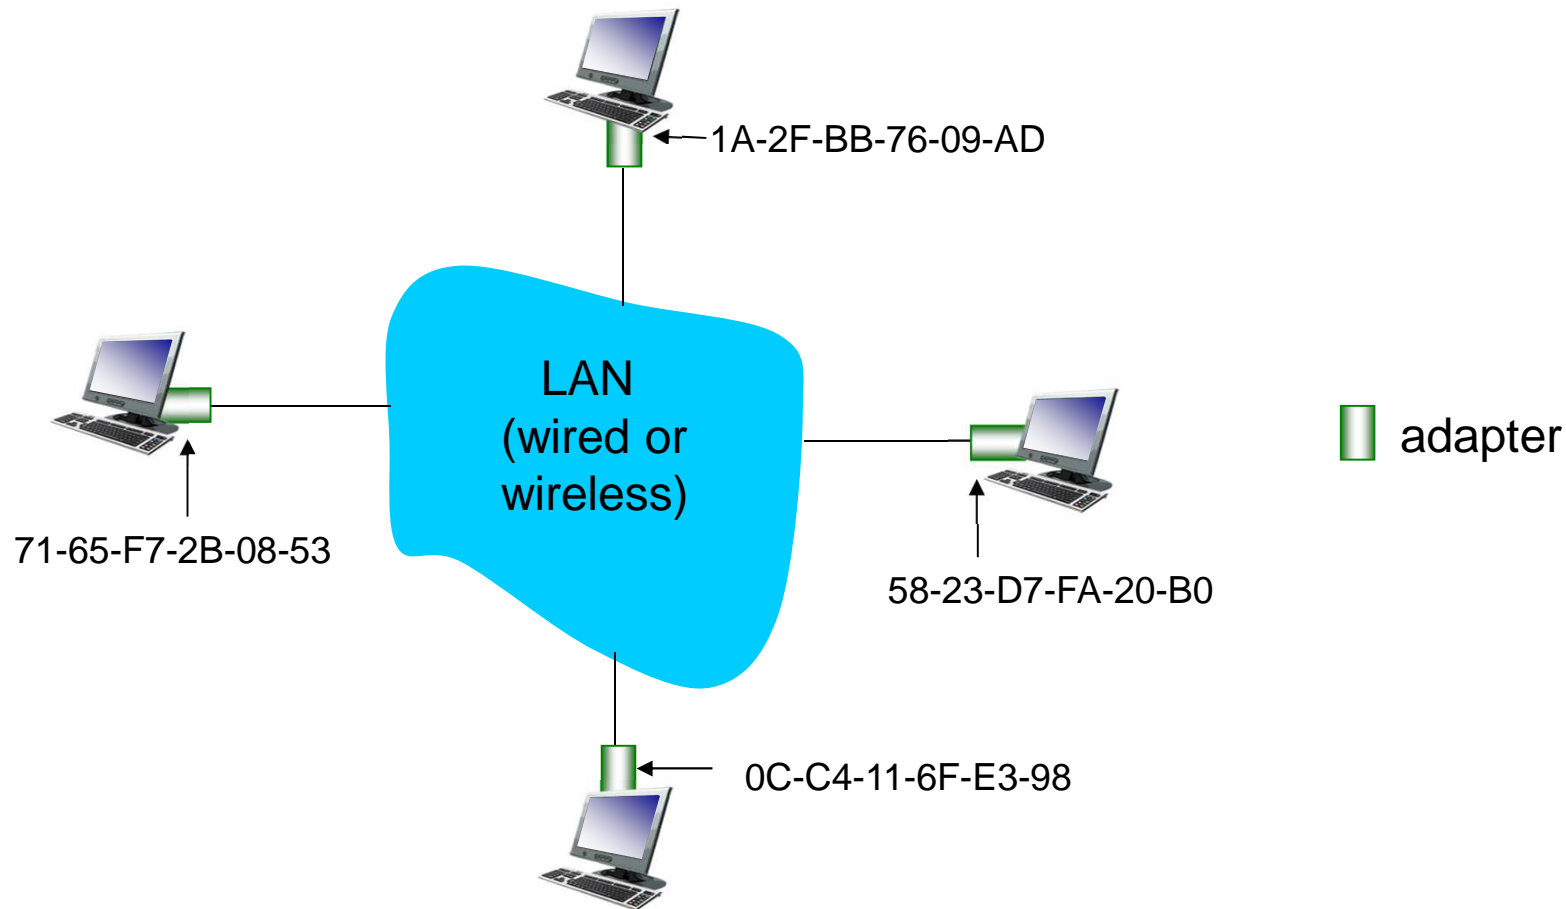 1A-2F-BB-76-09-AD
LAN
(wired or
wireless)
adapter
71-65-F7-2B-08-53
58-23-D7-FA-20-B0
0C-C4-11-6F-E3-98